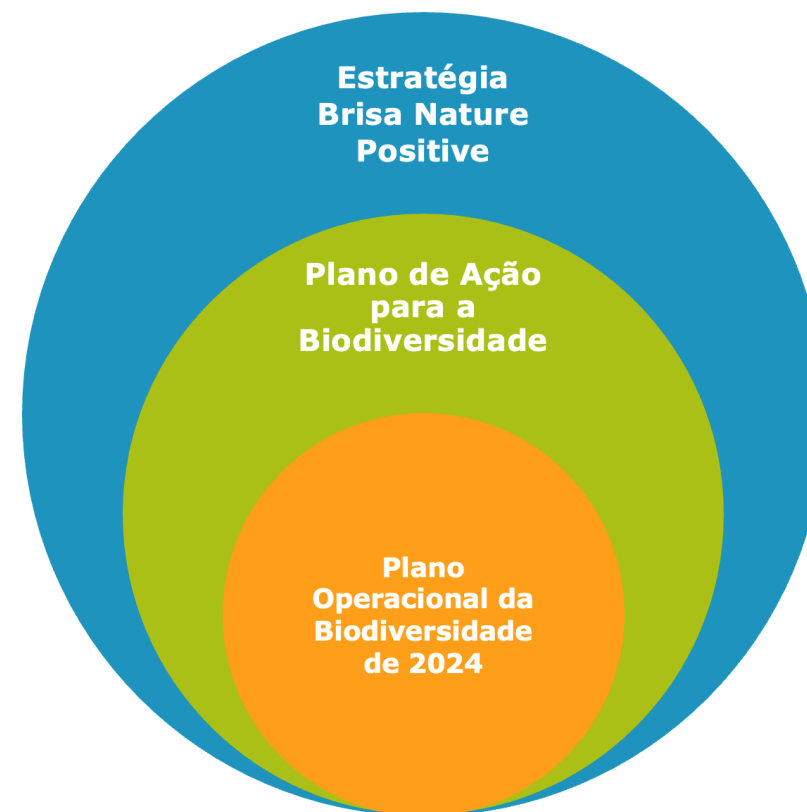 Estratégia
Brisa Nature
Positive
Plano de Ação
para a
Biodiversidade
Plano
Operacional da
Biodiversidade
de 2024